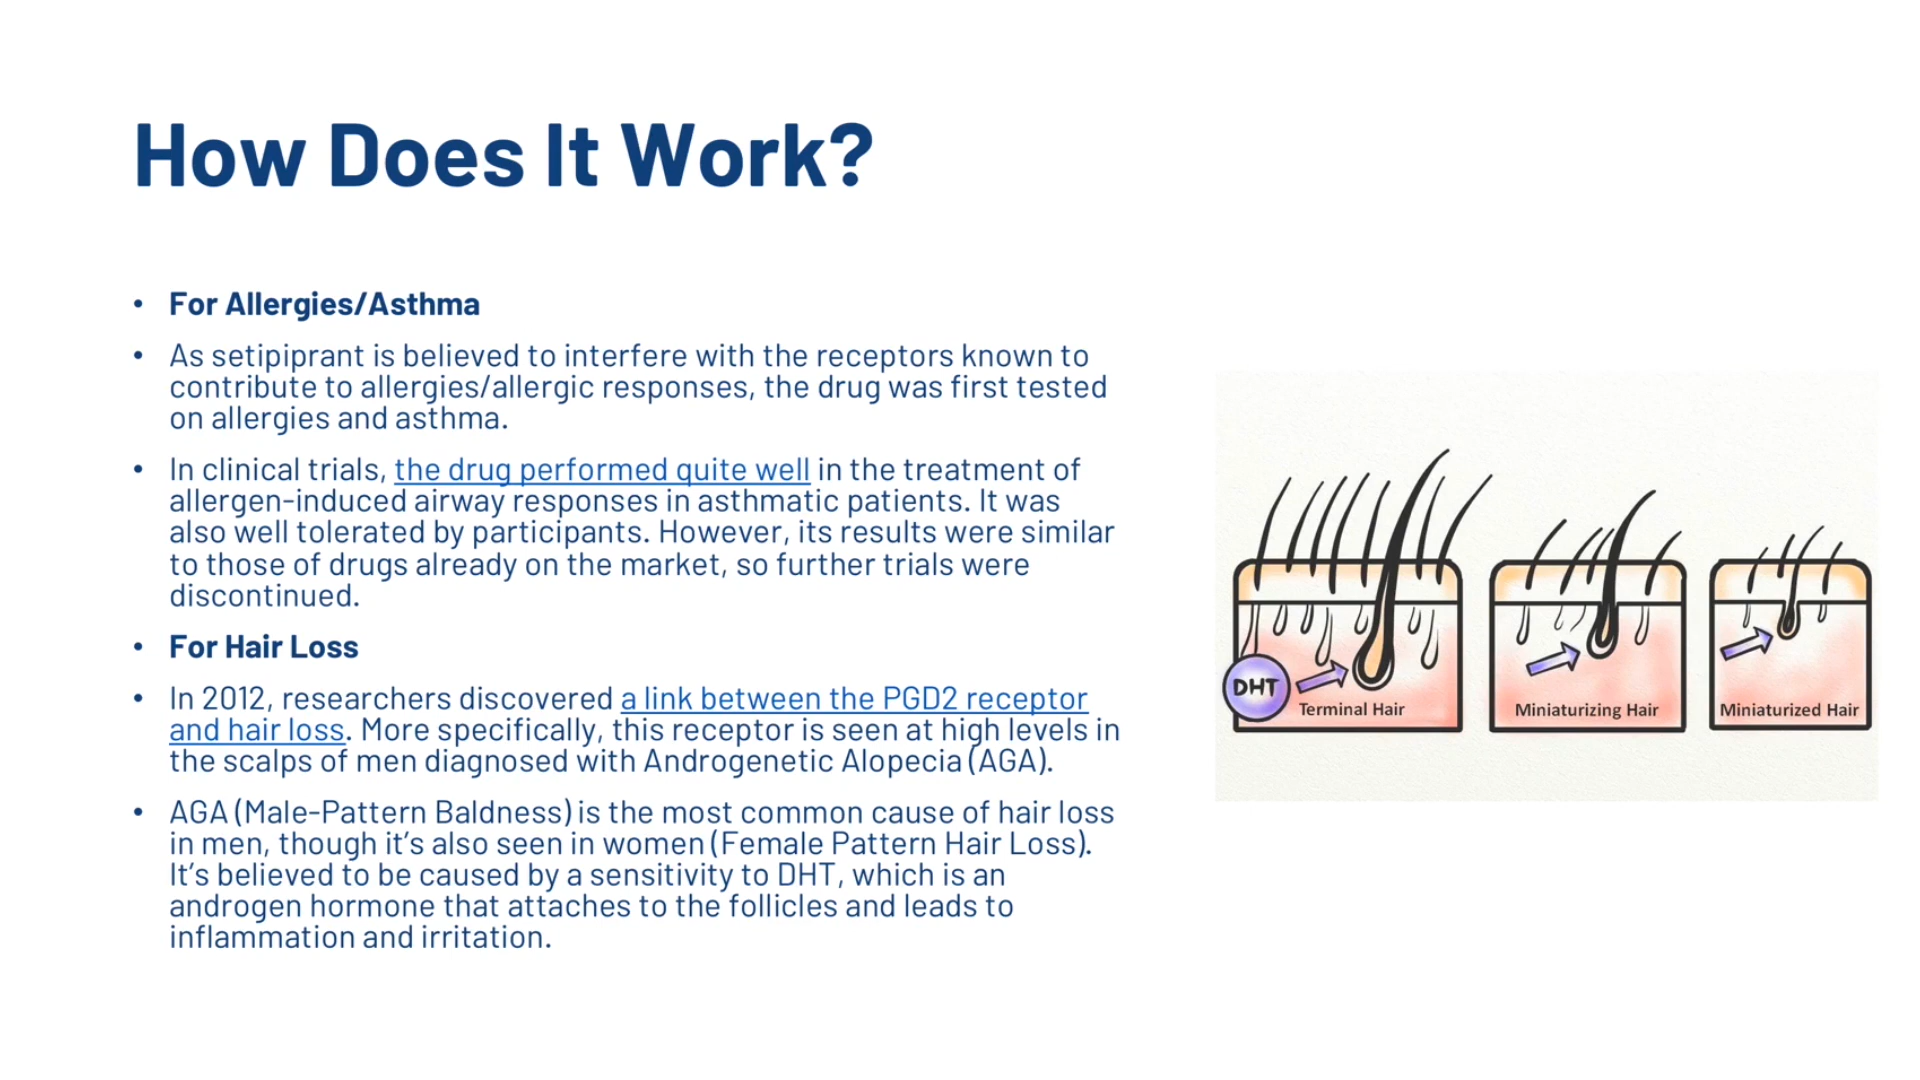 How Does It Work?
• For Allergies/Asthma
• As setipiprant is believed to interfere with the receptors known to
contribute to allergies/allergic responses, the drug was first tested
on allergies and asthma.
• In clinical trials, the drug performed quite well in the treatment of
allergen-induced airway responses in asthmatic patients. It was
also well tolerated by participants. However, its results were similar
to those of drugs already on the market, so further trials were
discontinued.
• For Hair Loss
• In 2012, researchers discovered a link between the PGD2 receptor
and hair loss. More specifically, this receptor is seen at high levels in
the scalps of men diagnosed with Androgenetic Alopecia (AGA).
• AGA (Male-Pattern Baldness) is the most common cause of hair loss
in men, though it’s also seen in women (Female Pattern Hair Loss).
It’s believed to be caused by a sensitivity to DHT, which is an
androgen hormone that attaches to the follicles and leads to
inflammation and irritation.
DHT
Terminal Hair
Miniaturizing Hair
Miniaturized Hair